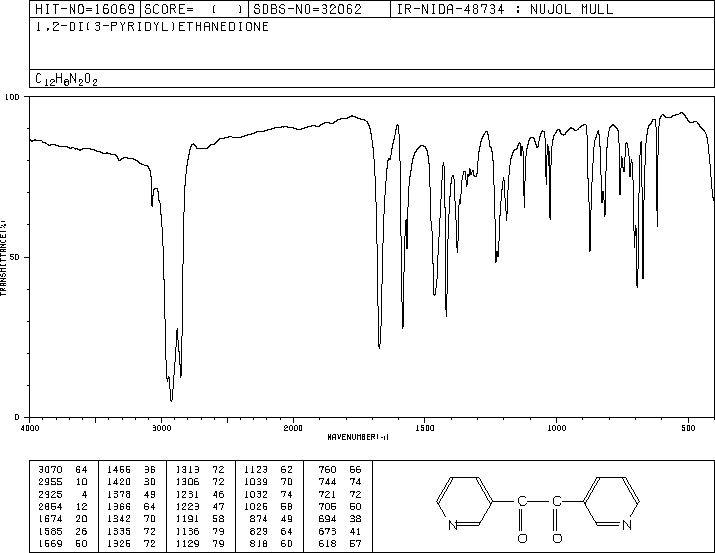 HIT-NO=16069 SCORE= ( ) SDBS-NO=32062 IR-NIDA-48734 : NUJOL MULL
1,2-DI(3-PYRIDYL)ETHANEDIONE
C12H8N2O2
100
50
0
TRANSMITTANCE(%)
4000 3000 2000 1500 1000 500
WAVENUMBER(-1)
3070 64 1466 36 1313 72 1123 62 760 66
2955 10 1420 30 1306 72 1039 70 744 74
2925 4 1378 49 1231 46 1032 74 721 72
2854 12 1366 64 1223 47 1026 58 706 50
1674 20 1342 70 1191 58 874 49 694 38
1585 26 1335 72 1136 79 829 64 673 41
1569 50 1326 72 1129 79 818 60 618 57
C C
O O
N N